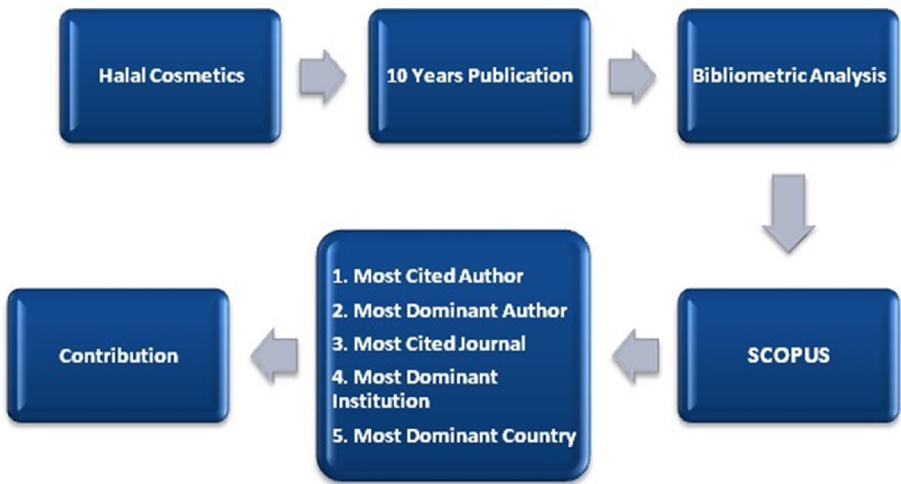 Halal Cosmetics
10 Years Publication
Bibliometric Analysis
SCOPUS
1. Most Cited Author
2. Most Dominant Author
3. Most Cited Journal
4. Most Dominant
Institution
5. Most Dominant Country
Contribution